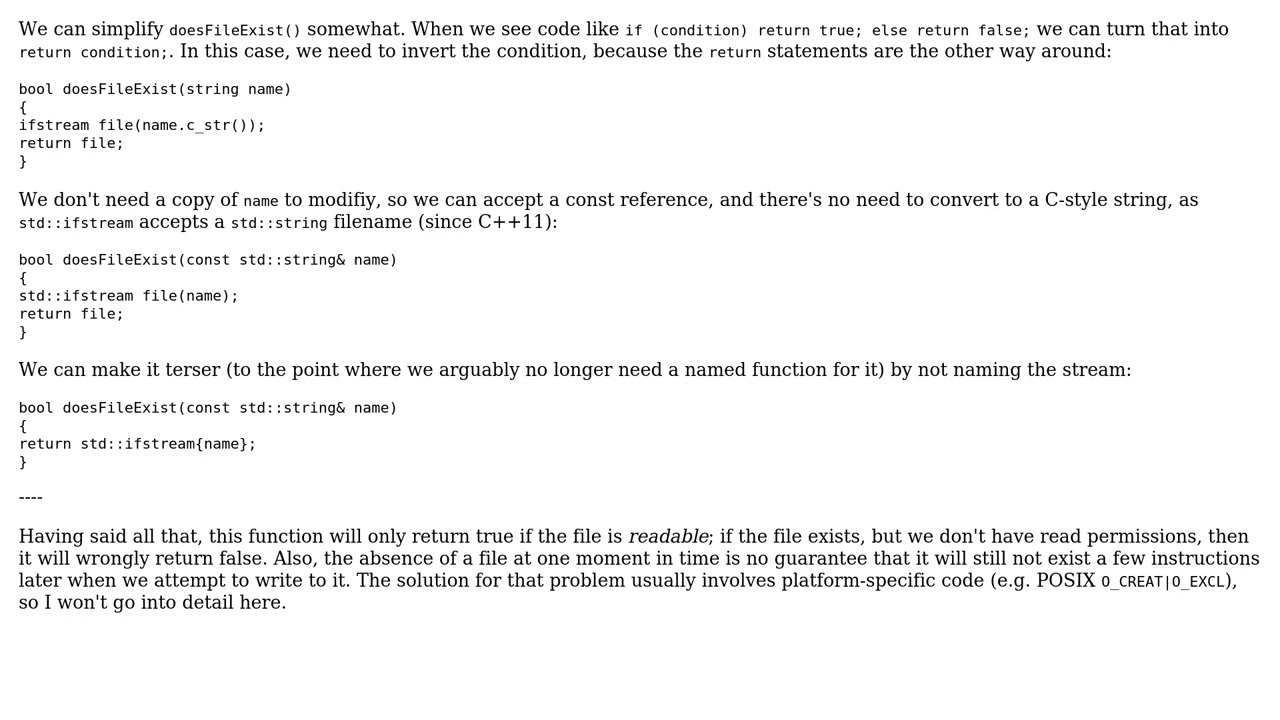 We can simplify doesFileExist() somewhat. When we see code like if (condition) return true; else return false; we can turn that into
return condition;. In this case, we need to invert the condition, because the return statements are the other way around:
bool doesFileExist(string name)
{
ifstream file(name.c_str());
return file;
}
We don't need a copy of name to modifiy, so we can accept a const reference, and there's no need to convert to a C-style string, as
std::ifstream accepts a std::string filename (since C++11):
bool doesFileExist(const std::string& name)
{
std::ifstream file(name);
return file;
}
We can make it terser (to the point where we arguably no longer need a named function for it) by not naming the stream:
bool doesFileExist(const std::string& name)
{
return std::ifstream{name};
}
----
Having said all that, this function will only return true if the file is readable; if the file exists, but we don't have read permissions, then
it will wrongly return false. Also, the absence of a file at one moment in time is no guarantee that it will still not exist a few instructions
later when we attempt to write to it. The solution for that problem usually involves platform-specific code (e.g. POSIX O_CREAT|O_EXCL),
so I won't go into detail here.